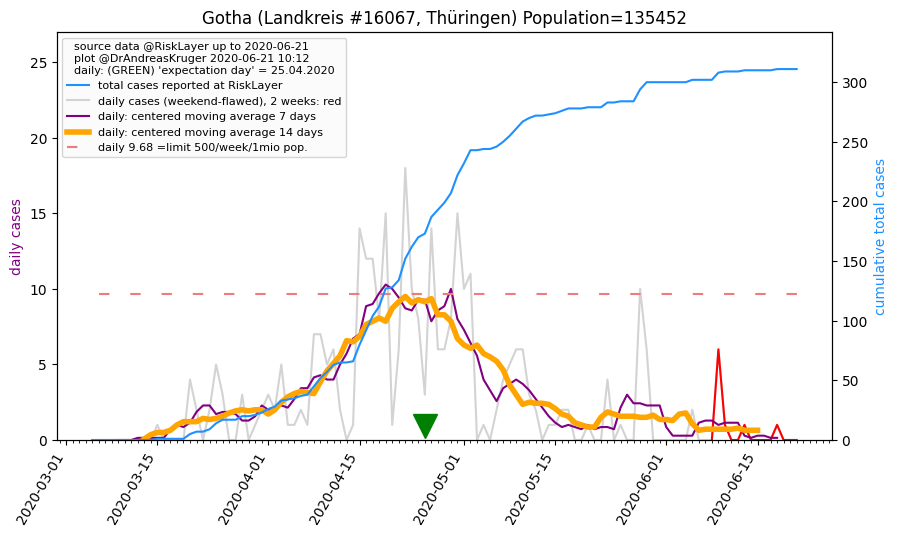 Gotha (Landkreis #16067, Thüringen) Population=135452
source data @RiskLayer up to 2020-06-21
plot @DrAndreasKruger 2020-06-21 10:12
daily: (GREEN) 'expectation day' = 25.04.2020
total cases reported at RiskLayer
daily cases (weekend-flawed), 2 weeks: red
daily: centered moving average 7 days
daily: centered moving average 14 days
daily 9.68 =limit 500/week/1mio pop.
daily cases
25
20
15
10
5
0
300
250
200
150
100
50
0
cumulative total cases
2020-03-01
2020-03-15
2020-04-01
2020-04-15
2020-05-01
2020-05-15
2020-06-01
2020-06-15